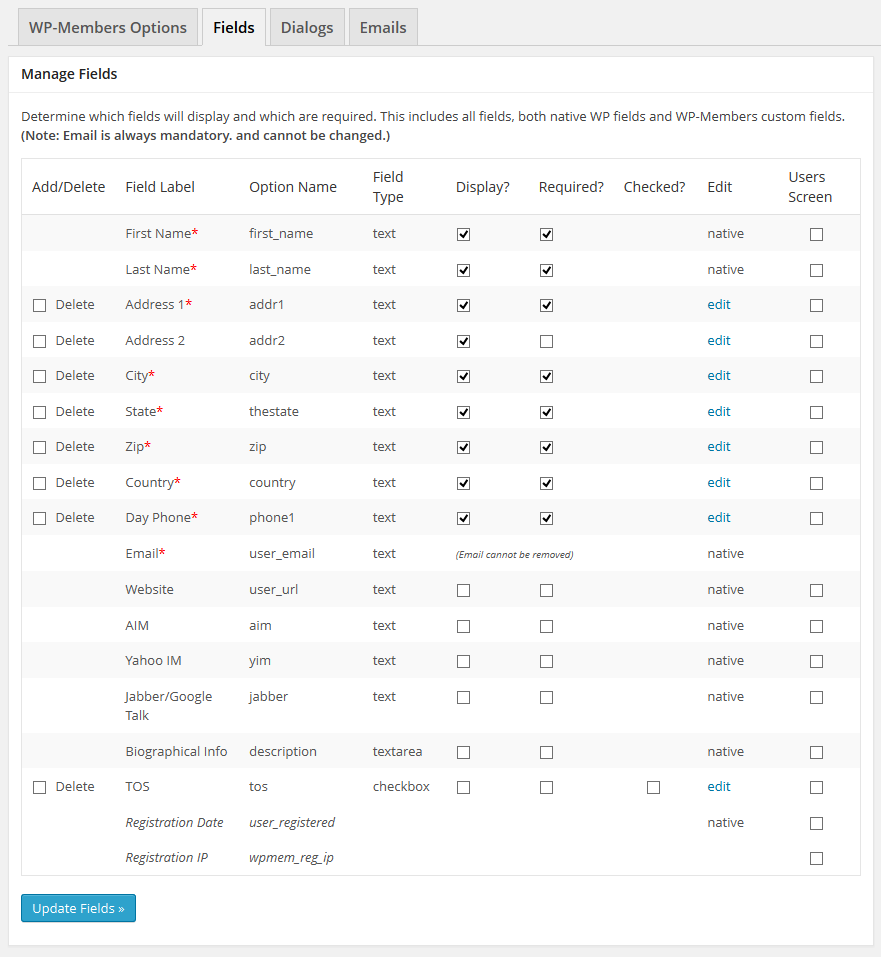 WP-Members Options Fields Dialogs Emails
Manage Fields
Determine which fields will display and which are required. This includes all fields, both native WP fields and WP-Members custom fields.
(Note: Email is always mandatory. and cannot be changed.)
Add/Delete Field Label Option Name Field Type Display? Required? Checked? Edit Users Screen
First Name* first_name text native
Last Name* last_name text native
Delete Address 1* addr1 text edit
Delete Address 2 addr2 text edit
Delete City* city text edit
Delete State* thestate text edit
Delete Zip* zip text edit
Delete Country* country text edit
Delete Day Phone* phone1 text edit
Email* user_email text (Email cannot be removed) native
Website user_url text native
AIM aim text native
Yahoo IM yim text native
Jabber/Google Talk jabber text native
Biographical Info description textarea native
Delete TOS tos checkbox edit
Registration Date user_registered native
Registration IP wpmem_reg_ip
Update Fields »